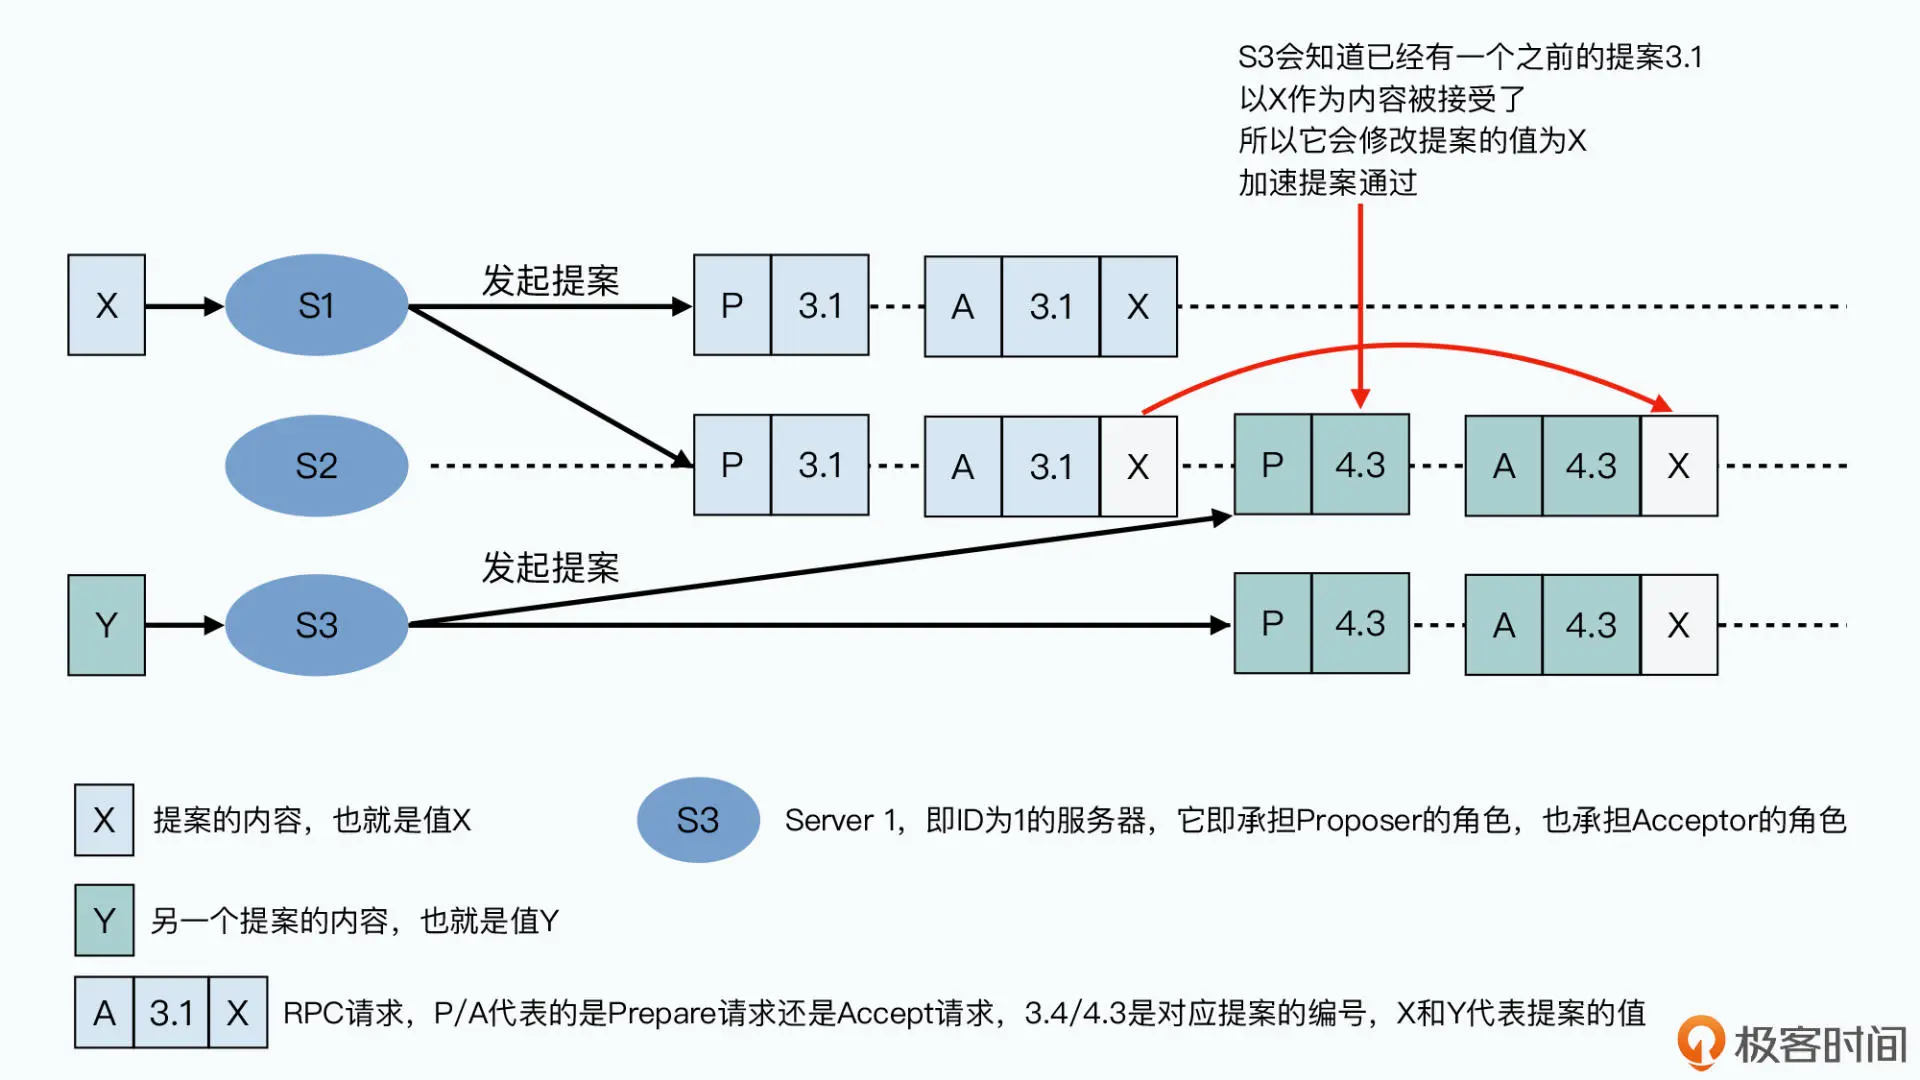 S3会知道已经有一个之前的提案3.1
以X作为内容被接受了
所以它会修改提案的值为X
加速提案通过
X
S1
发起提案
P 3.1
A 3.1 X
S2
P 3.1
A 3.1 X
P 4.3
A 4.3 X
Y
S3
发起提案
P 4.3
A 4.3 X
X 提案的内容，也就是值X
S3 Server 1，即ID为1的服务器，它即承担Proposer的角色，也承担Acceptor的角色
Y 另一个提案的内容，也就是值Y
A 3.1 X RPC请求，P/A代表的是Prepare请求还是Accept请求，3.4/4.3是对应提案的编号，X和Y代表提案的值
极客时间